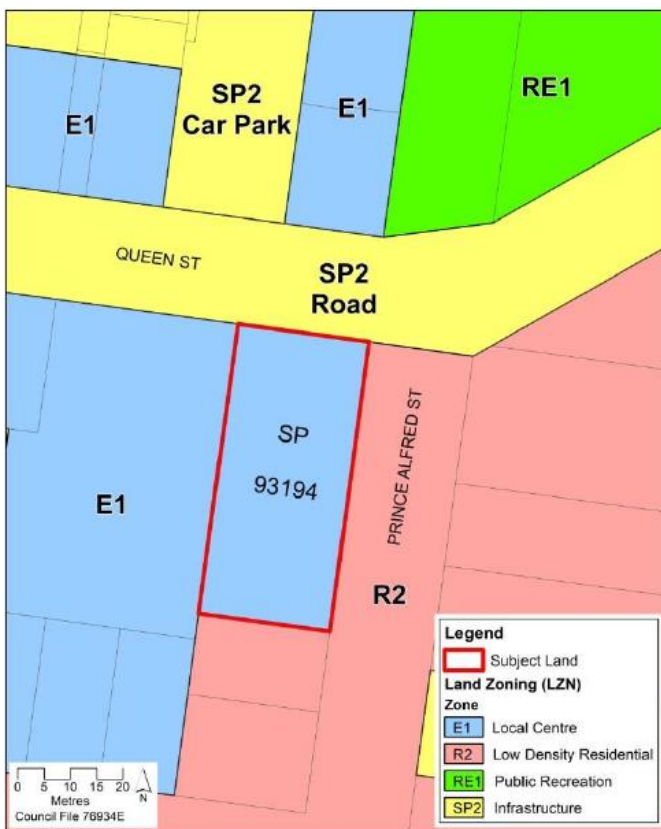 SP2
Car Park
E1
E1
RE1
QUEEN ST
SP2
Road
SP
93194
PRINCE ALFRED ST
E1
R2
Legend
Subject Land
Land Zoning (LZN)
Zone
E1 Local Centre
R2 Low Density Residential
RE1 Public Recreation
SP2 Infrastructure
0 5 10 15 20
Metres
N
Council File 76934E